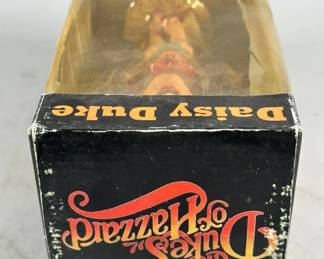 Daisy Duke
The
Dukes
of Hazzard